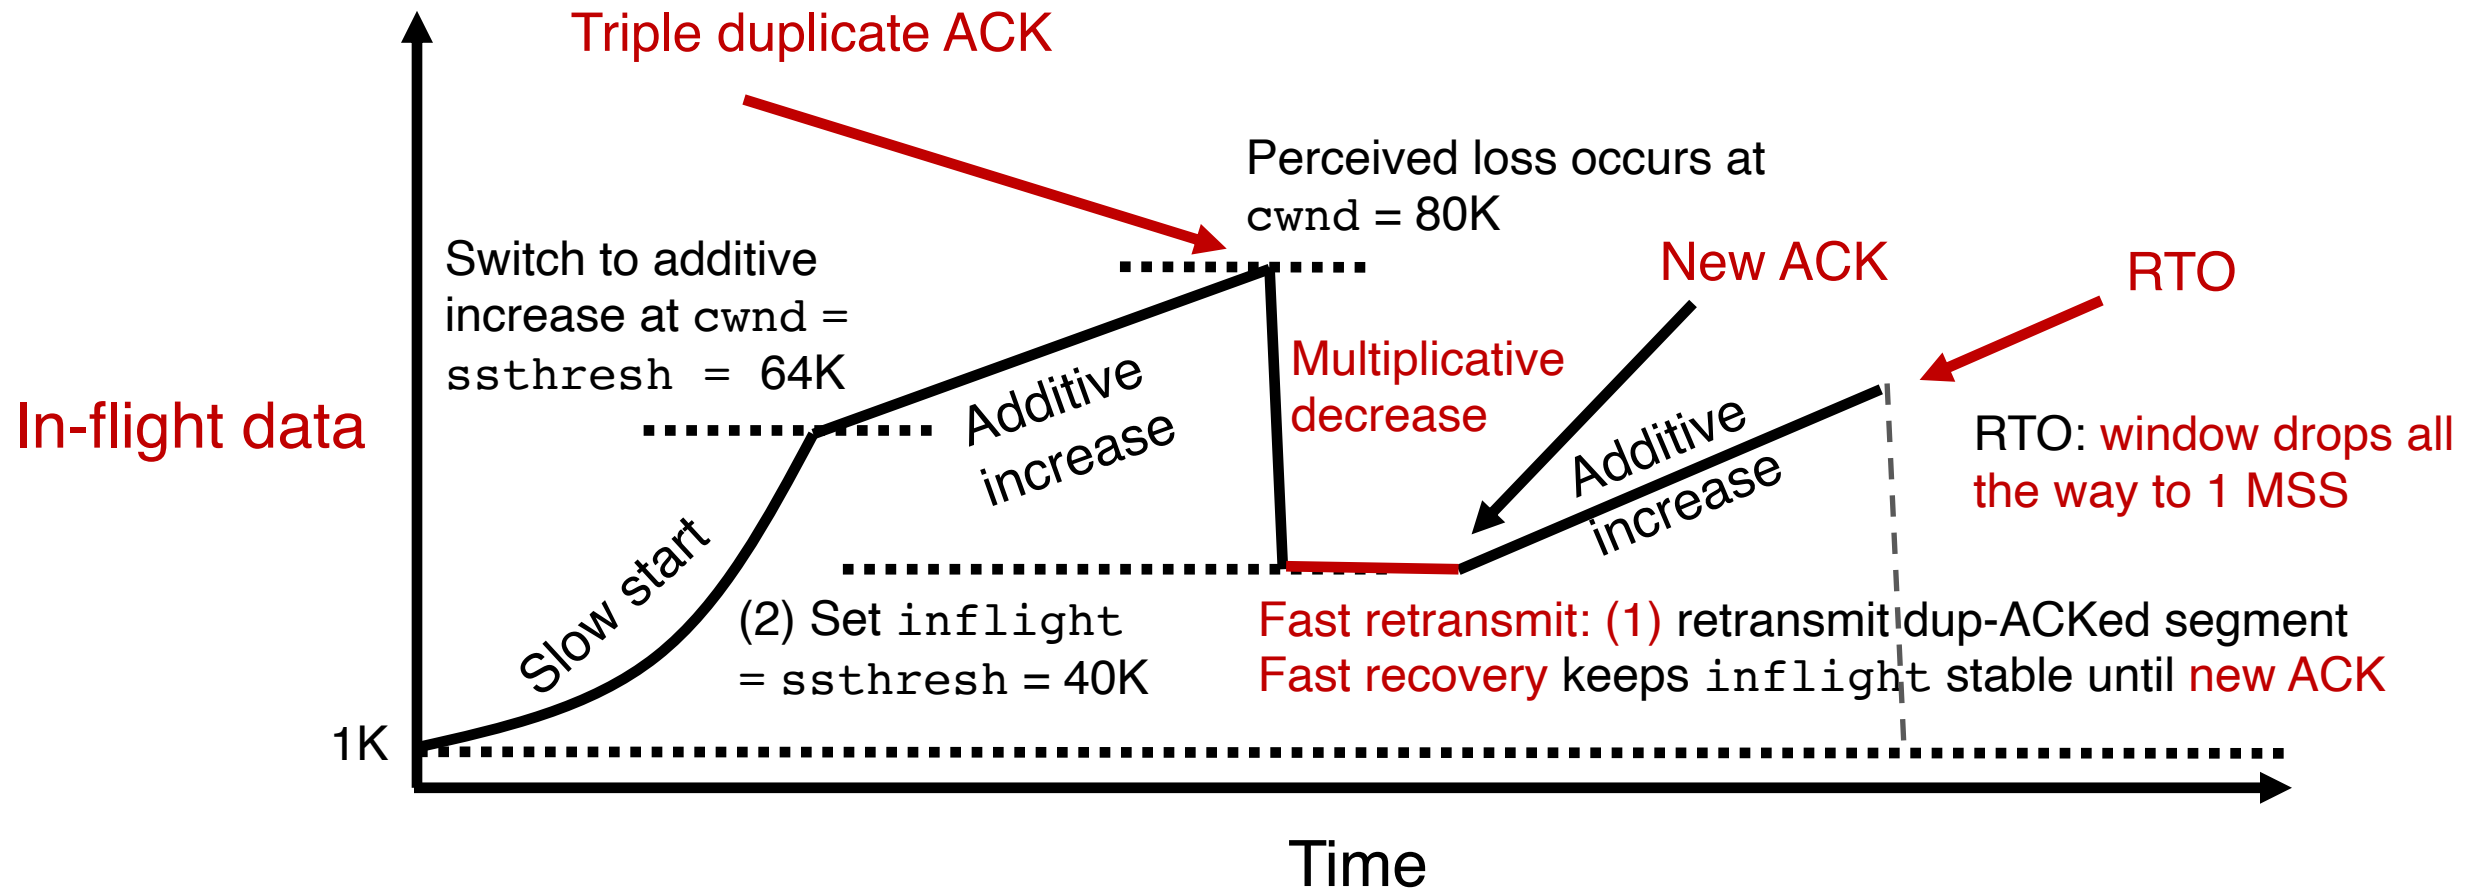 Triple duplicate ACK
Perceived loss occurs at
cwnd = 80K
Switch to additive
increase at cwnd =
ssthresh = 64K
New ACK
RTO
Multiplicative
decrease
Additive
increase
Additive
increase
In-flight data
RTO: window drops all
the way to 1 MSS
Slow start
(2) Set inflight
= ssthresh = 40K
Fast retransmit: (1) retransmit dup-ACKed segment
Fast recovery keeps inflight stable until new ACK
1K
Time